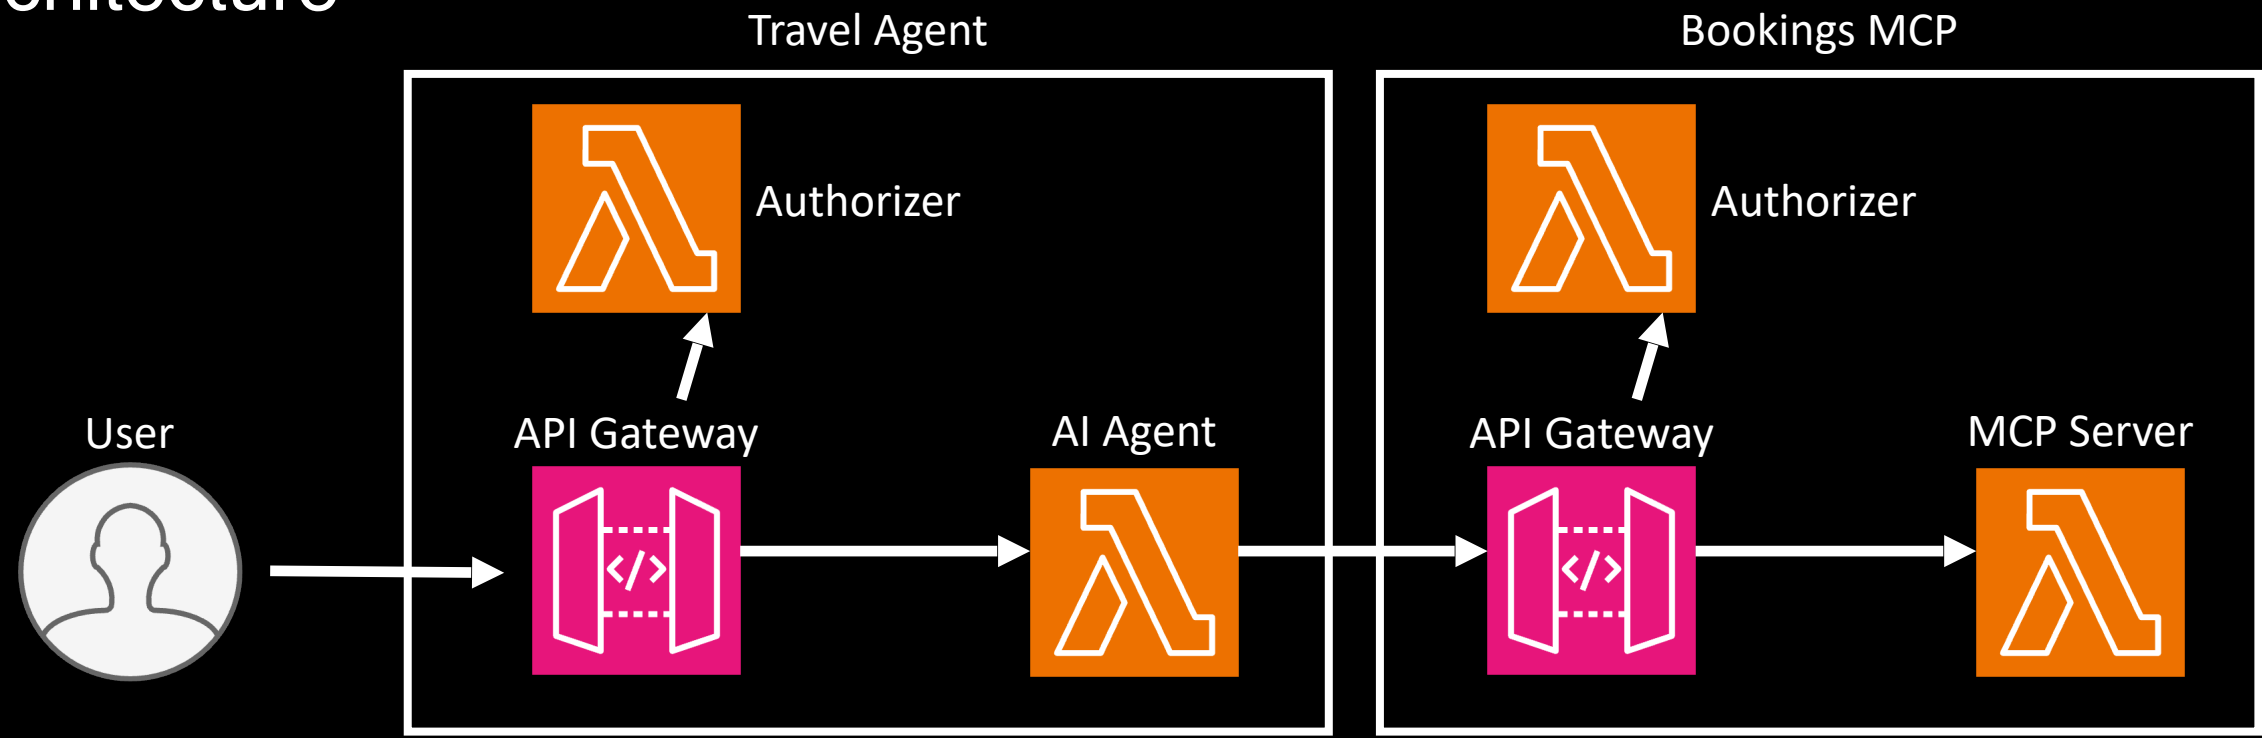 Travel Agent
Bookings MCP
Authorizer
Authorizer
User
API Gateway
AI Agent
API Gateway
MCP Server
</>
</>